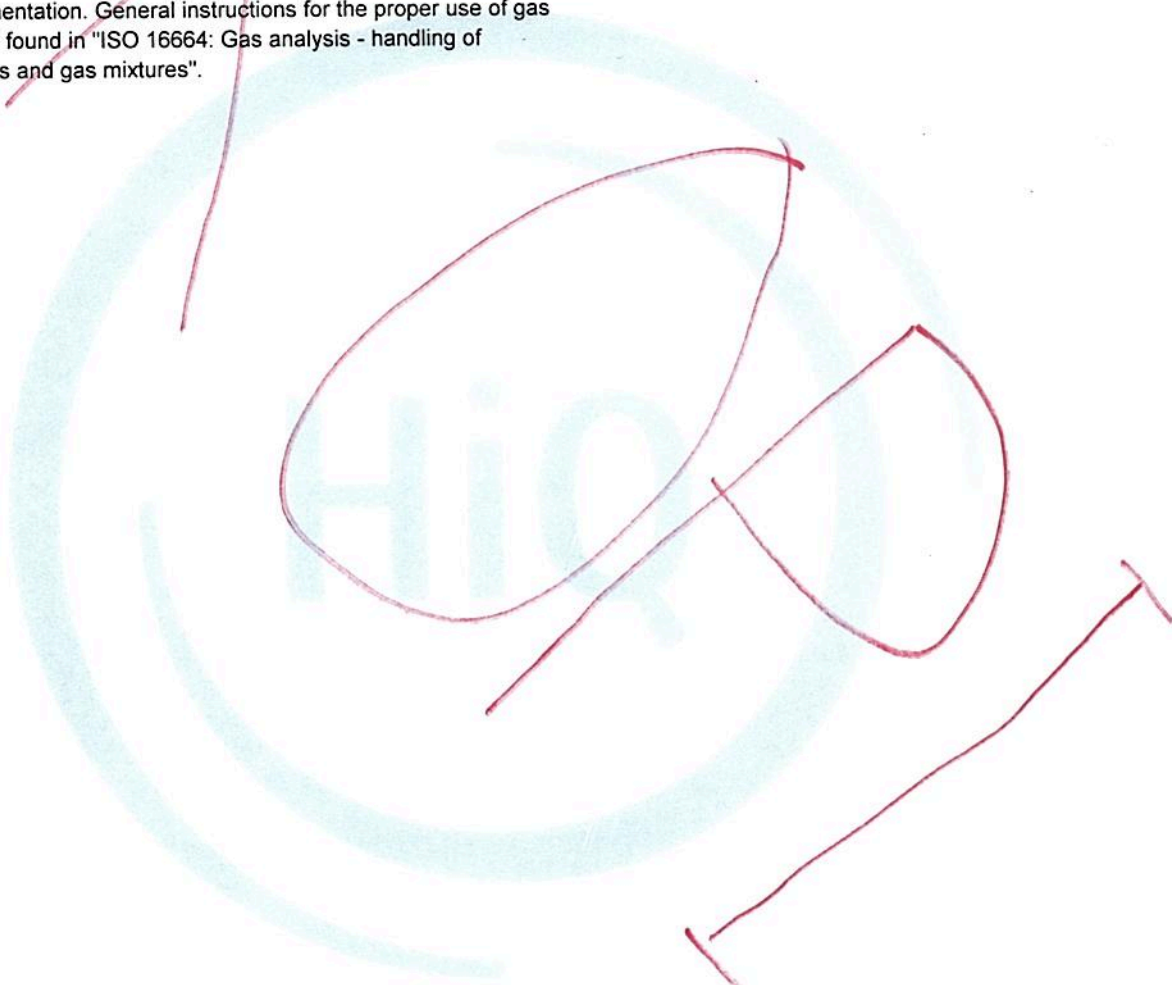 entation. General instructions for the proper use of gas
found in "ISO 16664: Gas analysis - handling of
s and gas mixtures".
HiQ
OPI